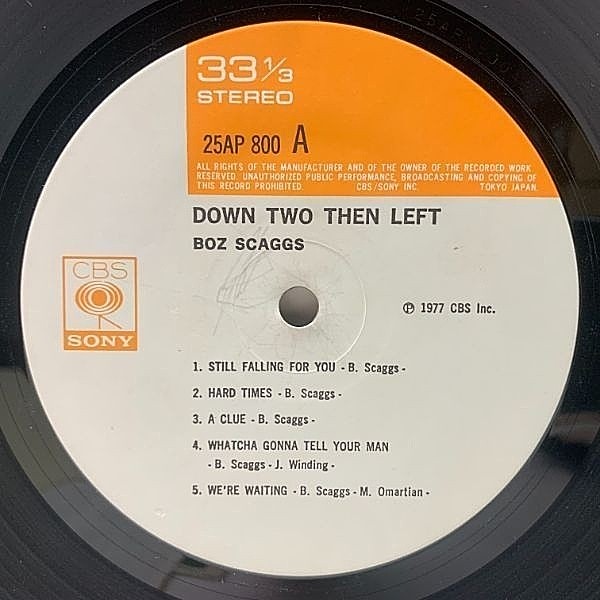 33 1/3
STEREO
25AP 800 A
ALL RIGHTS OF THE MANUFACTURER AND OF THE OWNER OF THE RECORDED WORK
RESERVED. UNAUTHORIZED PUBLIC PERFORMANCE, BROADCASTING AND COPYING OF
THIS RECORD PROHIBITED. CBS/SONY INC. TOKYO JAPAN.
DOWN TWO THEN LEFT
BOZ SCAGGS
CBS
SONY
℗ 1977 CBS Inc.
1. STILL FALLING FOR YOU - B. Scaggs -
2. HARD TIMES - B. Scaggs -
3. A CLUE - B. Scaggs -
4. WHATCHA GONNA TELL YOUR MAN
- B. Scaggs - J. Winding -
5. WE'RE WAITING - B. Scaggs - M. Omartian -